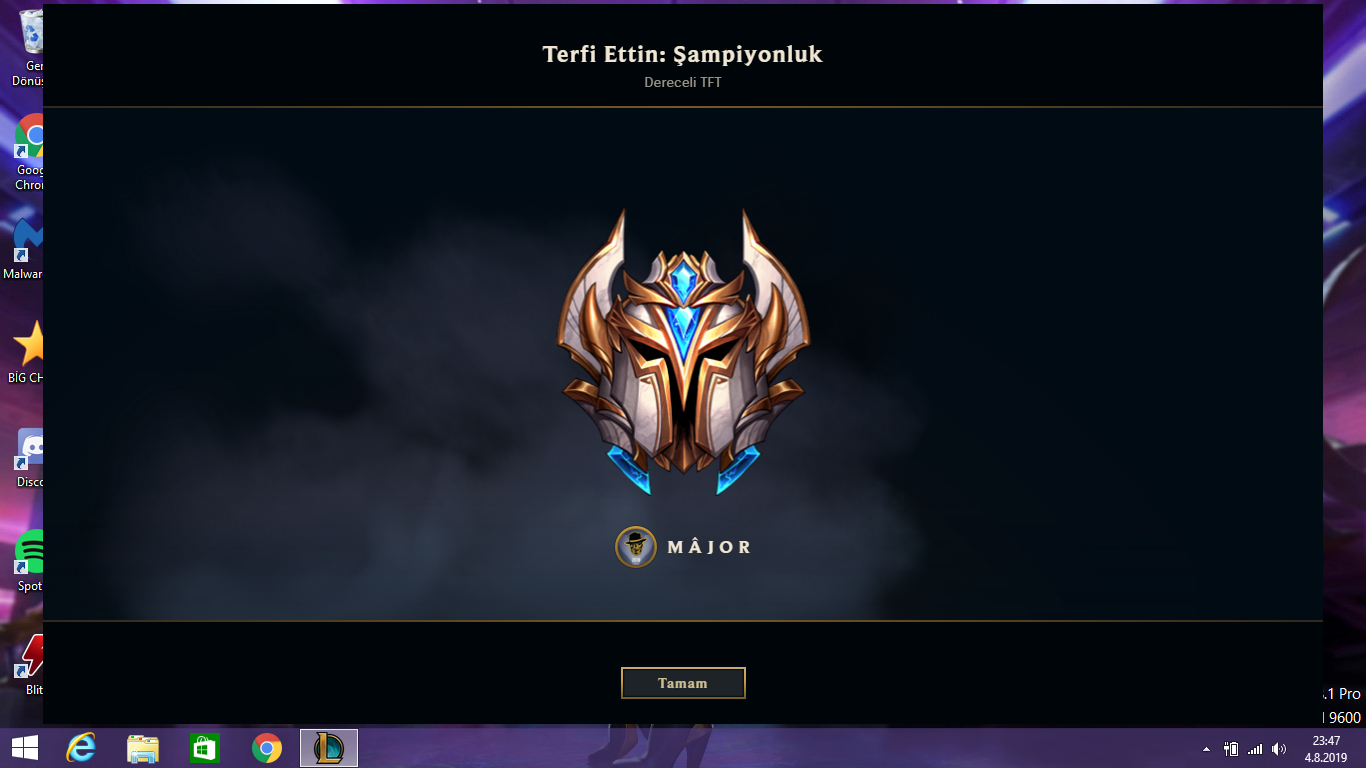 Terfi Ettin: Şampiyonluk
Dereceli TFT
MÂJOR
Tamam
Ger
Dönüş
Goog
Chron
Malwar
BİG CH
Disco
Spot
Blit
.1 Pro
9600
23:47
4.8.2019